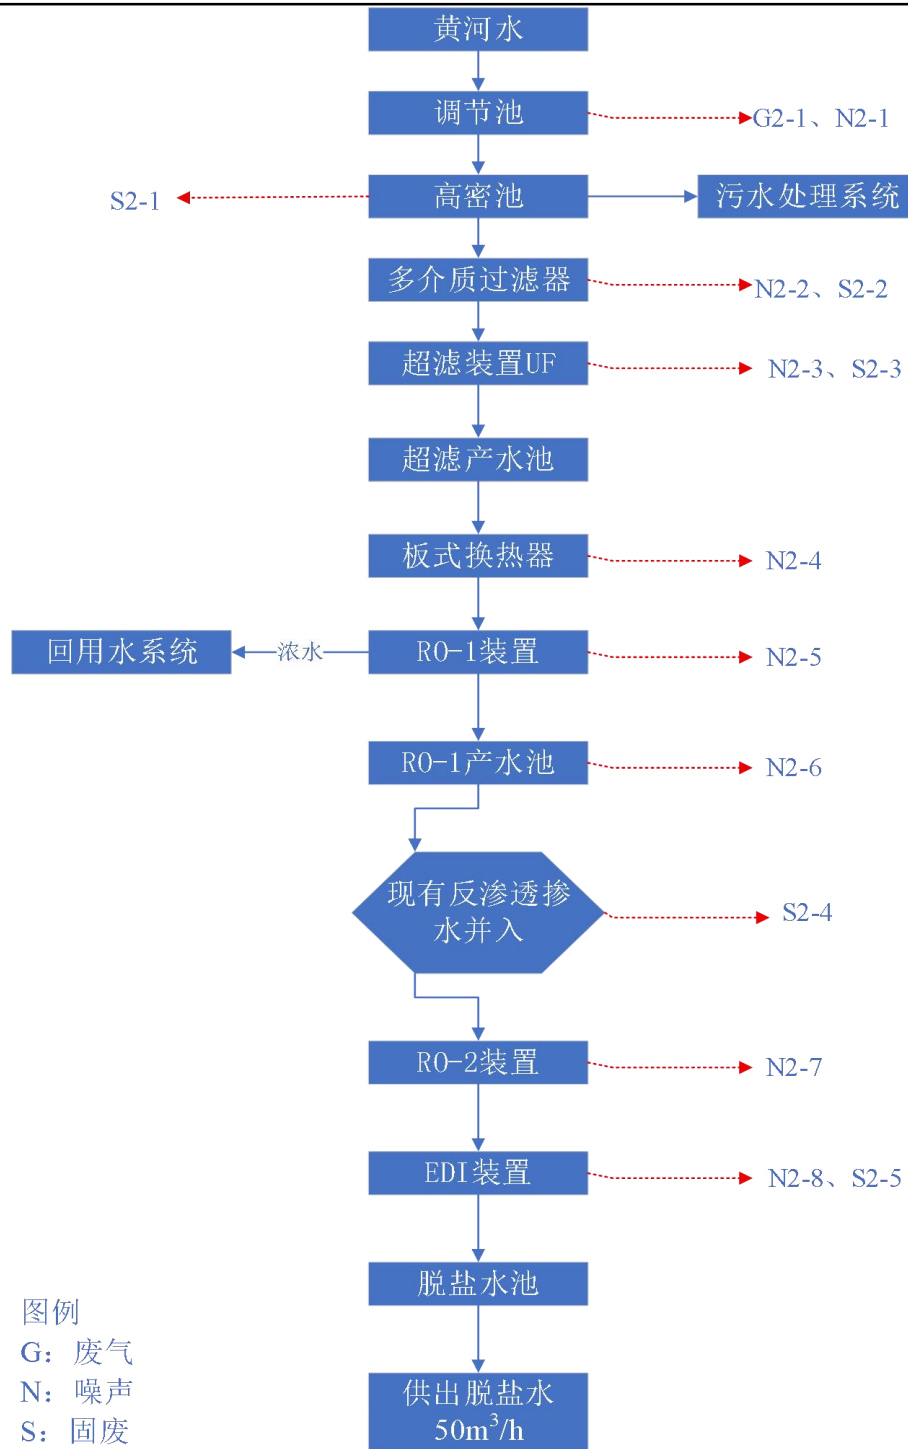 黄河水
调节池
G2-1、N2-1
S2-1
高密池
污水处理系统
多介质过滤器
N2-2、S2-2
超滤装置UF
N2-3、S2-3
超滤产水池
板式换热器
N2-4
回用水系统
浓水
RO-1装置
N2-5
RO-1产水池
N2-6
现有反渗透掺
水并入
S2-4
RO-2装置
N2-7
EDI装置
N2-8、S2-5
脱盐水池
供出脱盐水
50m³/h
图例
G：废气
N：噪声
S：固废